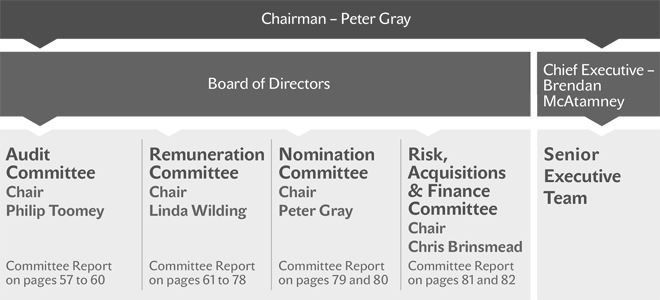 Chairman – Peter Gray
Board of Directors
Chief Executive –
Brendan
McAtamney
Audit
Committee
Chair
Philip Toomey
Committee Report
on pages 57 to 60
Remuneration
Committee
Chair
Linda Wilding
Committee Report
on pages 61 to 78
Nomination
Committee
Chair
Peter Gray
Committee Report
on pages 79 and 80
Risk,
Acquisitions
& Finance
Committee
Chair
Chris Brinsmead
Committee Report
on pages 81 and 82
Senior
Executive
Team